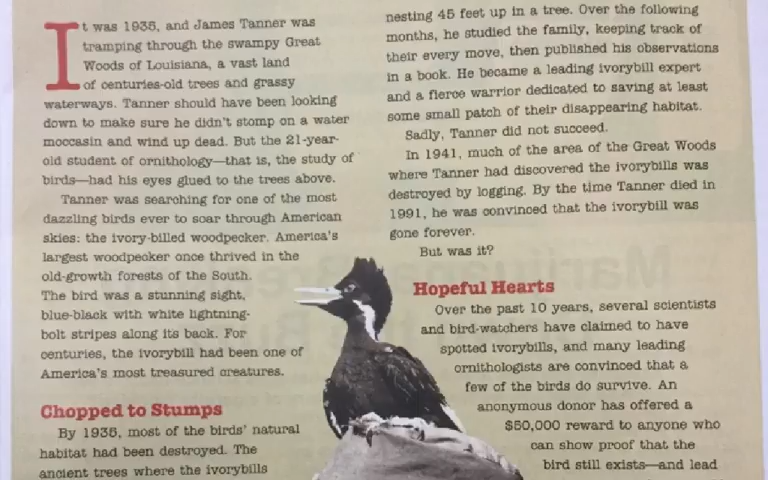 It was 1935, and James Tanner was
tramping through the swampy Great
Woods of Louisiana, a vast land
of centuries-old trees and grassy
waterways. Tanner should have been looking
down to make sure he didn't stomp on a water
moccasin and wind up dead. But the 21-year-
old student of ornithology—that is, the study of
birds—had his eyes glued to the trees above.
Tanner was searching for one of the most
dazzling birds ever to soar through American
skies: the ivory-billed woodpecker. America's
largest woodpecker once thrived in the
old-growth forests of the South.
The bird was a stunning sight,
blue-black with white lightning-
bolt stripes along its back. For
centuries, the ivorybill had been one of
America's most treasured creatures.
Chopped to Stumps
By 1935, most of the birds' natural
habitat had been destroyed. The
ancient trees where the ivorybills
nesting 45 feet up in a tree. Over the following
months, he studied the family, keeping track of
their every move, then published his observations
in a book. He became a leading ivorybill expert
and a fierce warrior dedicated to saving at least
some small patch of their disappearing habitat.
Sadly, Tanner did not succeed.
In 1941, much of the area of the Great Woods
where Tanner had discovered the ivorybills was
destroyed by logging. By the time Tanner died in
1991, he was convinced that the ivorybill was
gone forever.
But was it?
Hopeful Hearts
Over the past 10 years, several scientists
and bird-watchers have claimed to have
spotted ivorybills, and many leading
ornithologists are convinced that a
few of the birds do survive. An
anonymous donor has offered a
$50,000 reward to anyone who
can show proof that the
bird still exists—and lead